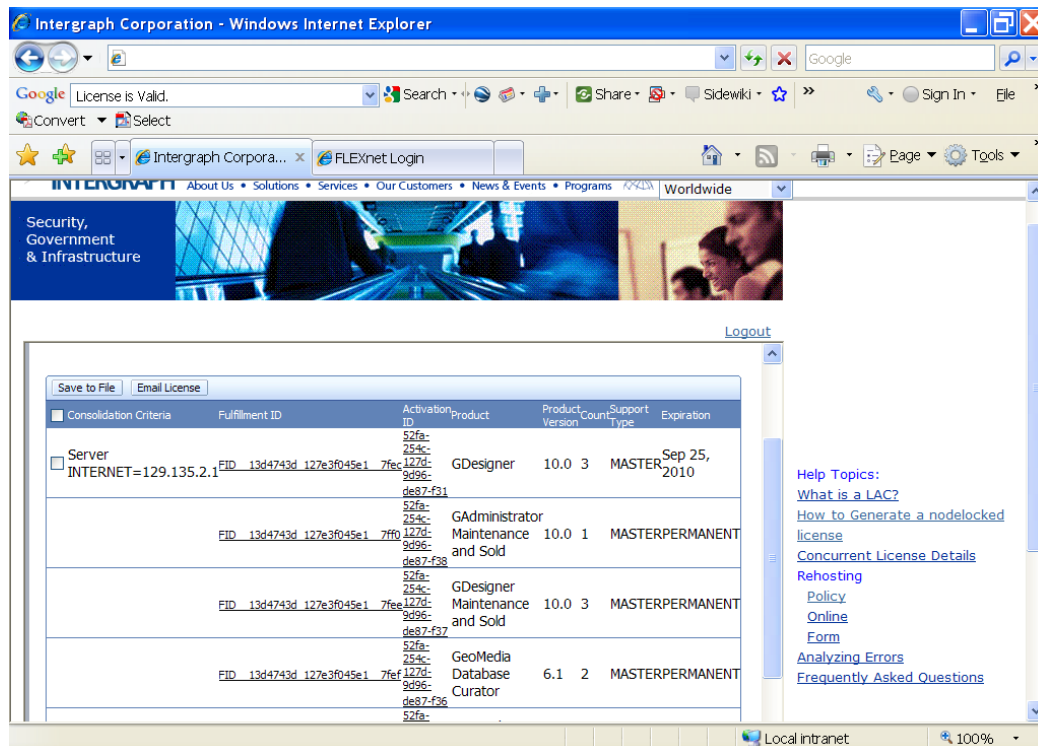 Intergraph Corporation - Windows Internet Explorer
Google
Google License is Valid. Search Share Sidewiki » Sign In File
Convert Select
Intergraph Corpora... x FLEXnet Login Page Tools
INTERGRAPH About Us • Solutions • Services • Our Customers • News & Events • Programs Worldwide
Security,
Government
& Infrastructure
Logout
Save to File Email License
Consolidation Criteria Fulfillment ID Activation ID Product Product Version Count Support Type Expiration
Server INTERNET=129.135.2.1 FID__13d4743d_127e3f045e1__7fec 52fa-254c-127d-9d96-de87-f31 GDesigner 10.0 3 MASTER Sep 25, 2010
FID__13d4743d_127e3f045e1__7ff0 52fa-254c-127d-9d96-de87-f38 GAdministrator Maintenance and Sold 10.0 1 MASTER PERMANENT
FID__13d4743d_127e3f045e1__7fee 52fa-254c-127d-9d96-de87-f37 GDesigner Maintenance and Sold 10.0 3 MASTER PERMANENT
FID__13d4743d_127e3f045e1__7fef 52fa-254c-127d-9d96-de87-f36 GeoMedia Database Curator 6.1 2 MASTER PERMANENT
52fa-
Help Topics:
What is a LAC?
How to Generate a nodelocked
license
Concurrent License Details
Rehosting
Policy
Online
Form
Analyzing Errors
Frequently Asked Questions
Local intranet 100%